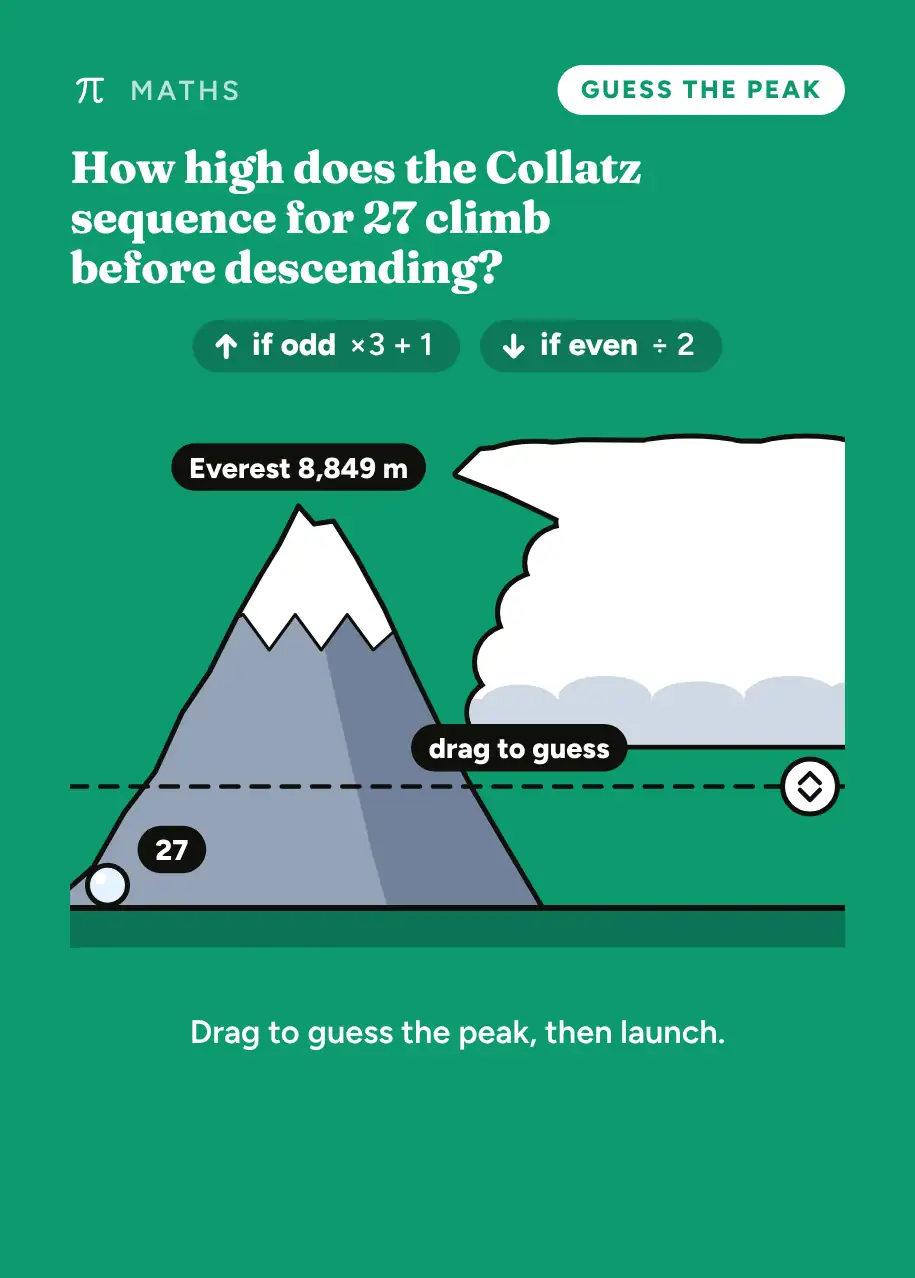 π MATHS
GUESS THE PEAK
How high does the Collatz
sequence for 27 climb
before descending?
↑ if odd ×3 + 1
↓ if even ÷ 2
Everest 8,849 m
drag to guess
27
Drag to guess the peak, then launch.